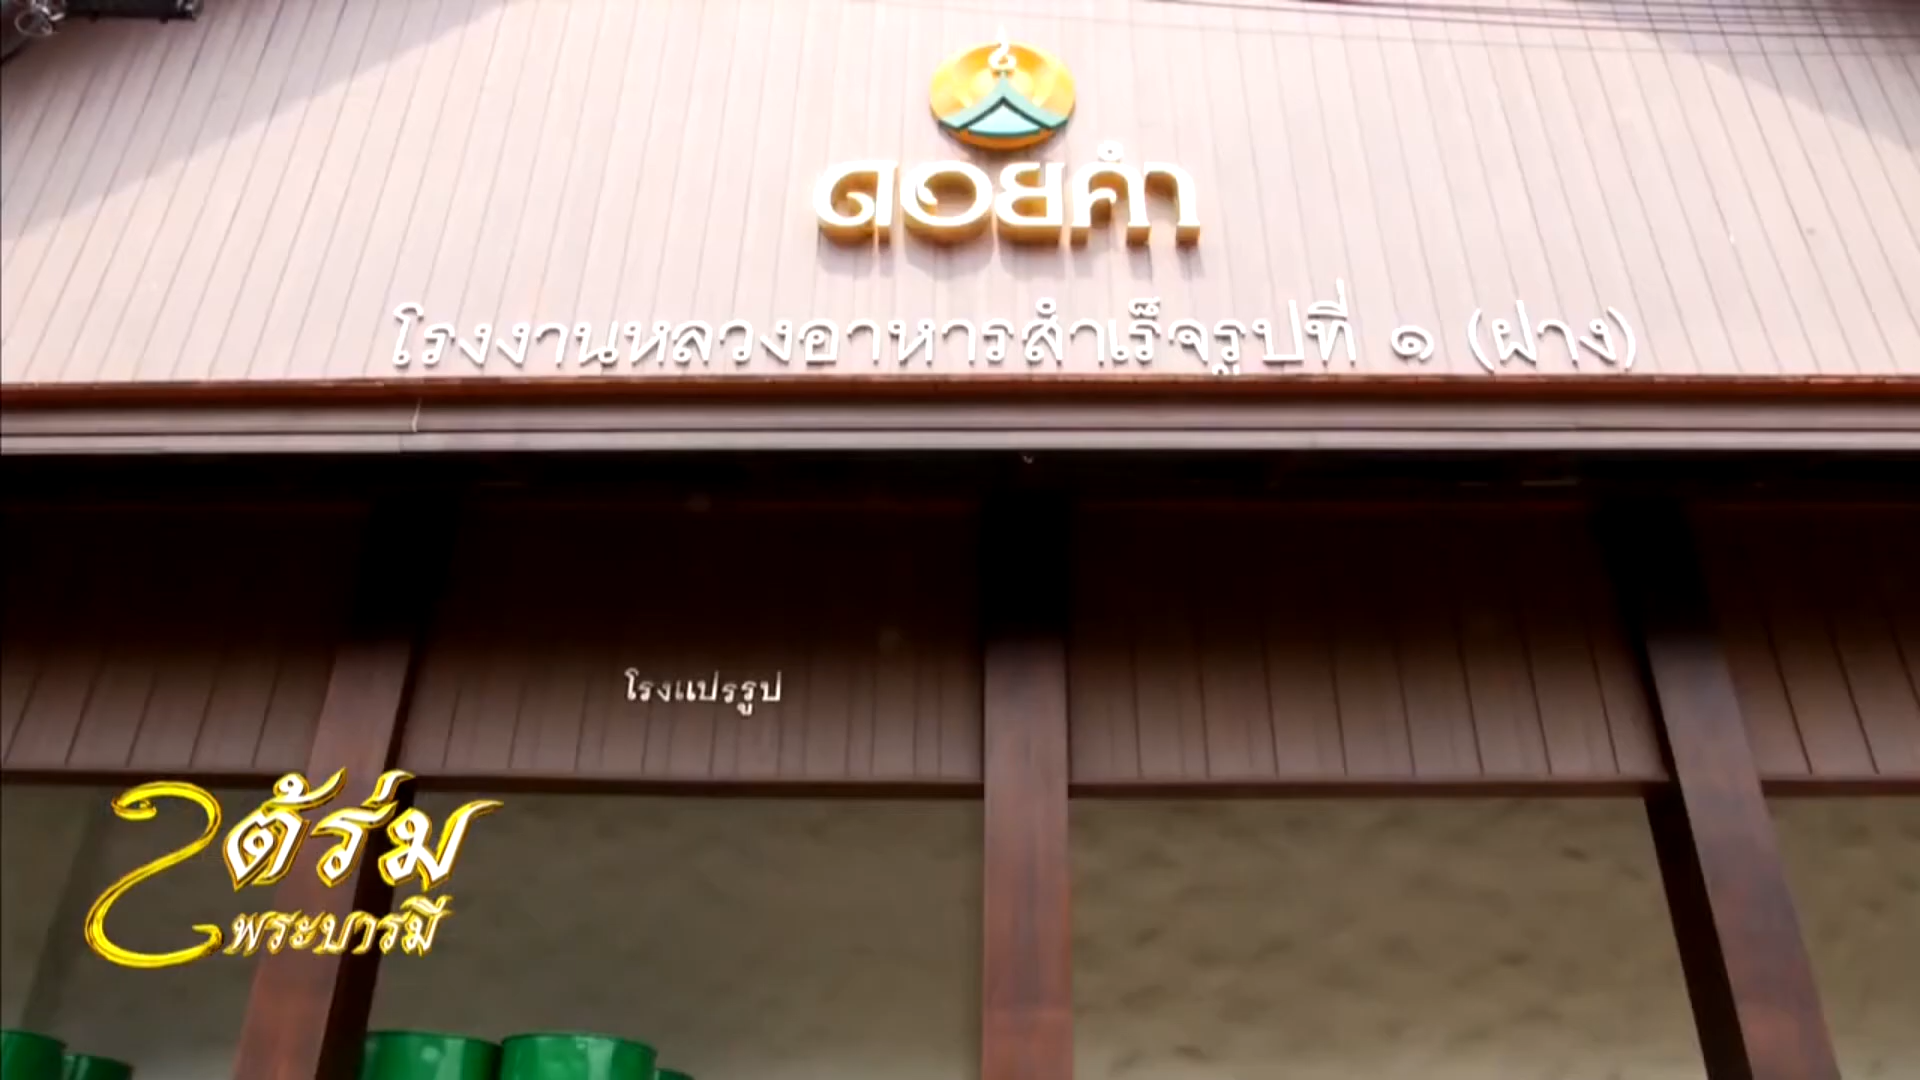 ดอยคำ
โรงงานหลวงอาหารสำเร็จรูปที่ ๑ (ฝาง)
โรงแปรรูป
ใต้ร่ม
พระบารมี